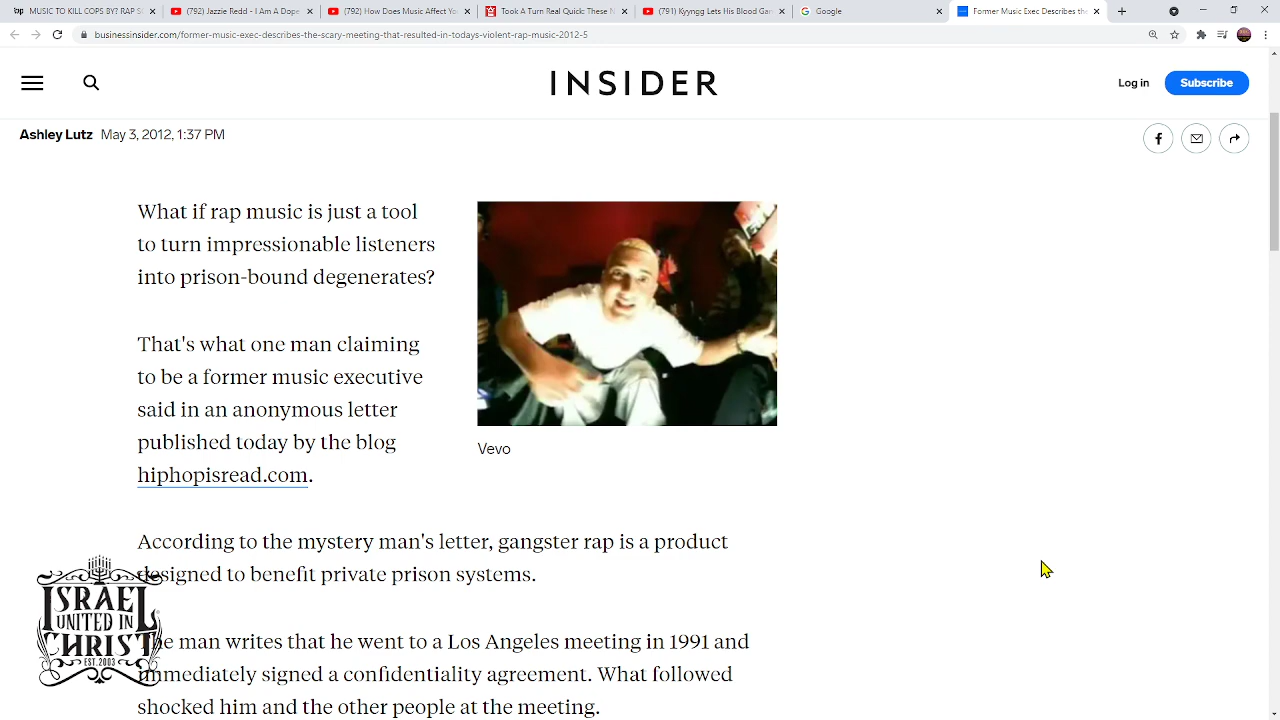 rap MUSIC TO KILL COPS BY? RAP S
(792) Jazzie Redd - I Am A Dope
(792) How Does Music Affect Yo
Took A Turn Real Quick: These N
(791) Kyyngg Lets His Blood Gan
Google
Former Music Exec Describes the
businessinsider.com/former-music-exec-describes-the-scary-meeting-that-resulted-in-todays-violent-rap-music-2012-5
INSIDER
Log in
Subscribe
Ashley Lutz May 3, 2012, 1:37 PM
What if rap music is just a tool
to turn impressionable listeners
into prison-bound degenerates?
That's what one man claiming
to be a former music executive
said in an anonymous letter
published today by the blog
hiphopisread.com.
Vevo
According to the mystery man's letter, gangster rap is a product
designed to benefit private prison systems.
The man writes that he went to a Los Angeles meeting in 1991 and
immediately signed a confidentiality agreement. What followed
shocked him and the other people at the meeting.
ISRAEL
UNITED IN
CHRIST
EST. 2003